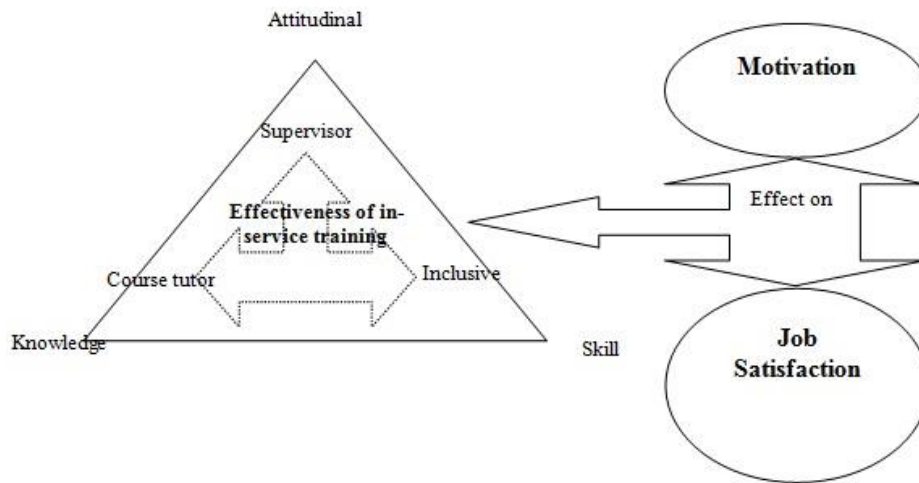 Attitudinal
Motivation
Supervisor
Effect on
Effectiveness of in-
service training
Course tutor
Inclusive
Knowledge
Skill
Job
Satisfaction